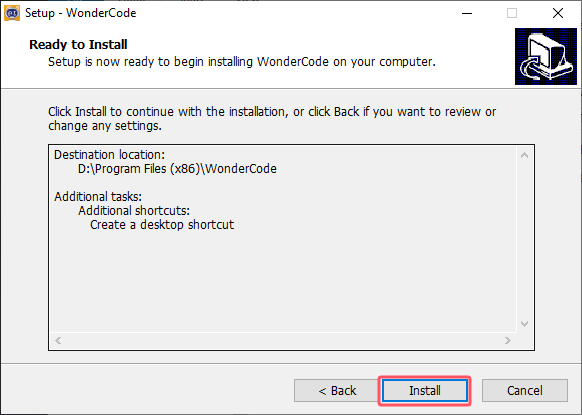 Setup - WonderCode
Ready to Install
Setup is now ready to begin installing WonderCode on your computer.
Click Install to continue with the installation, or click Back if you want to review or
change any settings.
Destination location:
D:\Program Files (x86)\WonderCode
Additional tasks:
Additional shortcuts:
Create a desktop shortcut
< Back
Install
Cancel